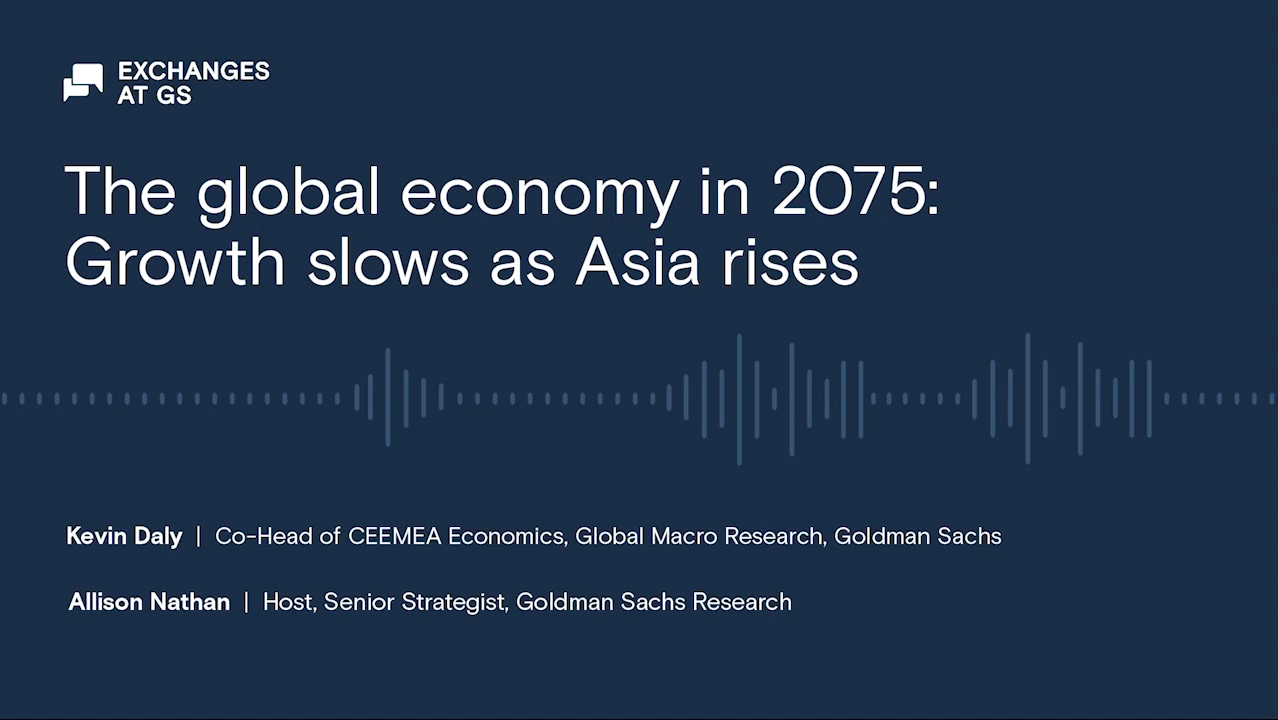 EXCHANGES
AT GS
The global economy in 2075:
Growth slows as Asia rises
Kevin Daly | Co-Head of CEEMEA Economics, Global Macro Research, Goldman Sachs
Allison Nathan | Host, Senior Strategist, Goldman Sachs Research